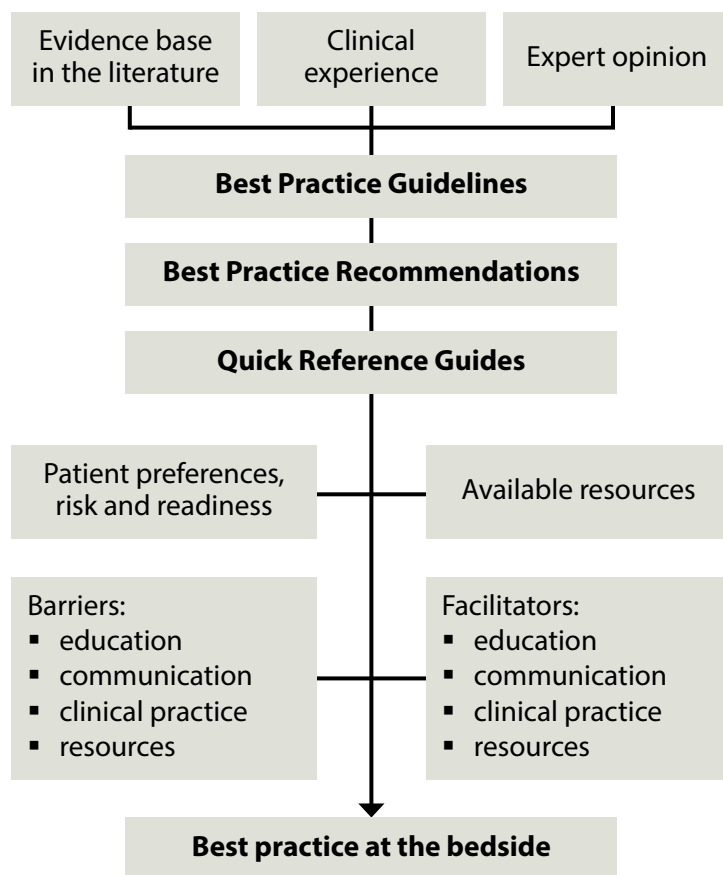 Evidence base
in the literature
Clinical
experience
Expert opinion
Best Practice Guidelines
Best Practice Recommendations
Quick Reference Guides
Patient preferences,
risk and readiness
Available resources
Barriers:
▪ education
▪ communication
▪ clinical practice
▪ resources
Facilitators:
▪ education
▪ communication
▪ clinical practice
▪ resources
Best practice at the bedside